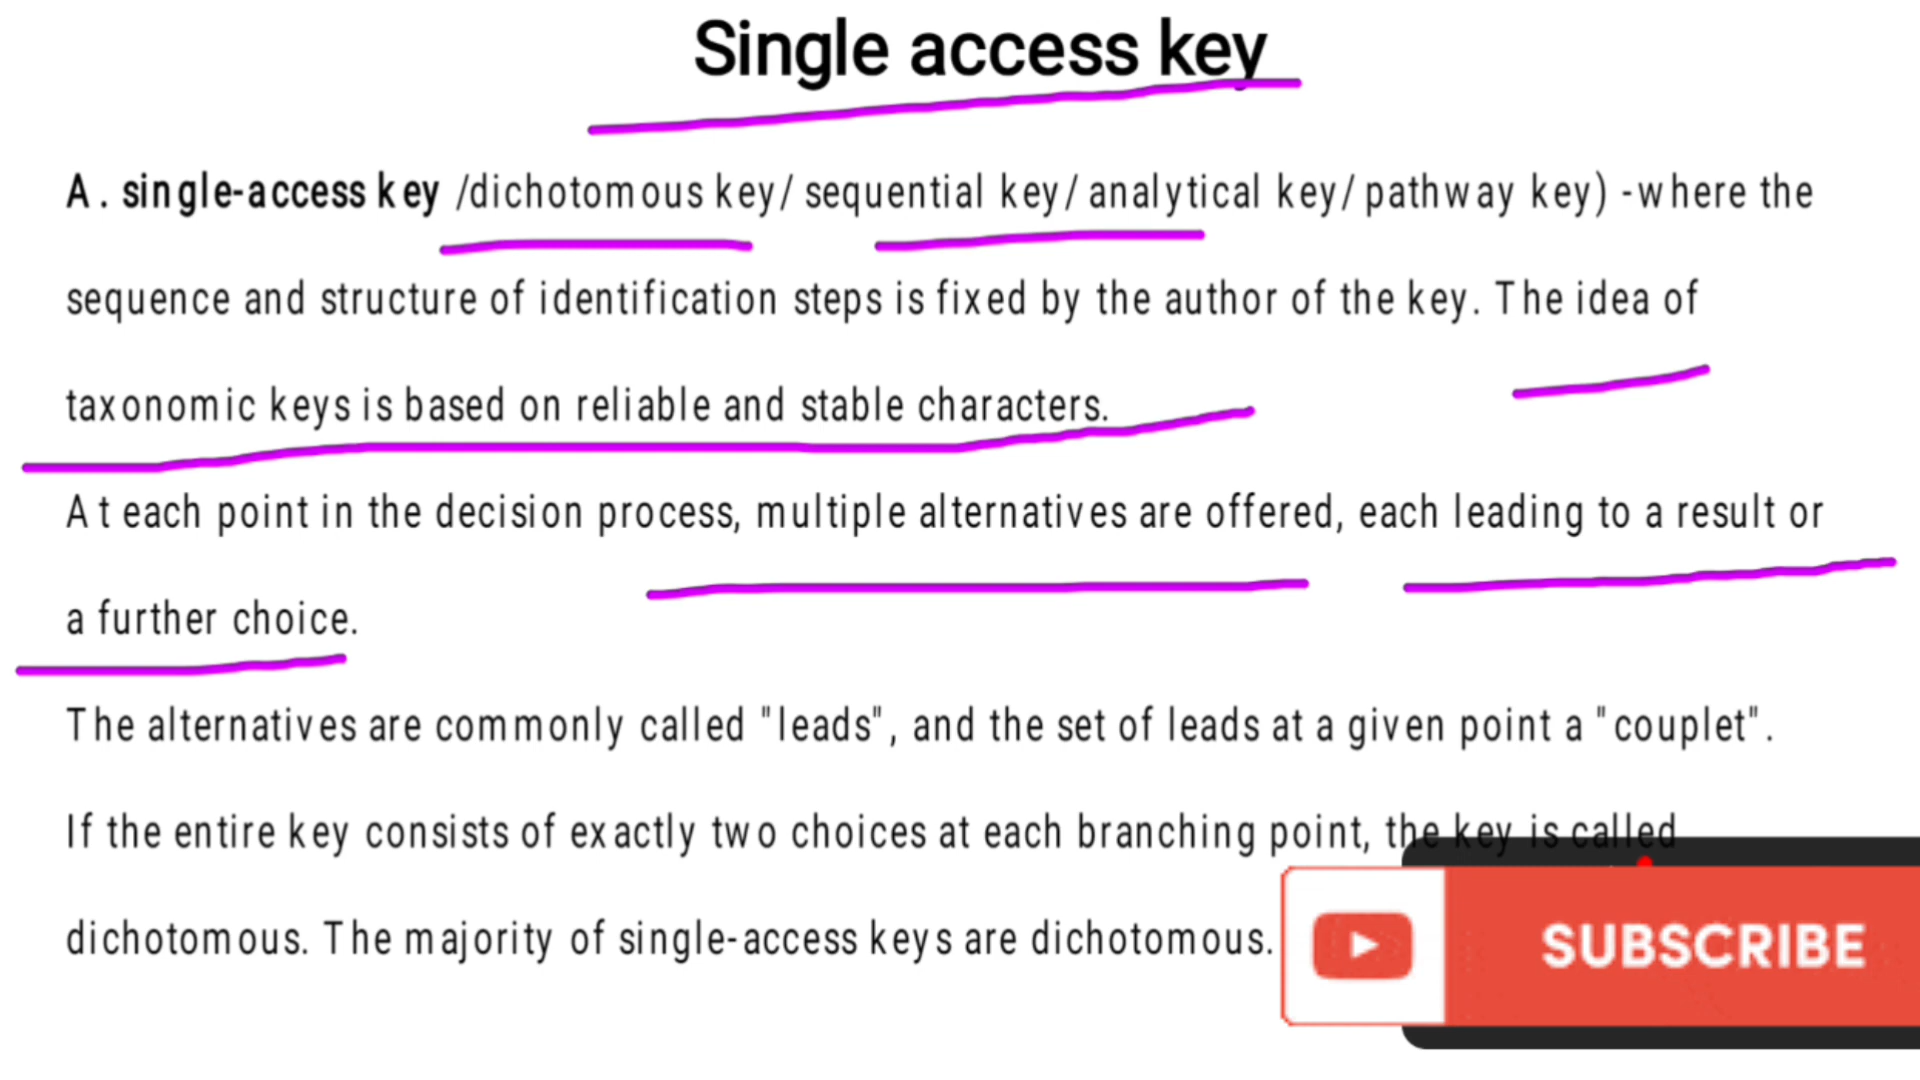 Single access key
A. single-access key /dichotomous key/ sequential key/ analytical key/ pathway key) -where the
sequence and structure of identification steps is fixed by the author of the key. The idea of
taxonomic keys is based on reliable and stable characters.
At each point in the decision process, multiple alternatives are offered, each leading to a result or
a further choice.
The alternatives are commonly called "leads", and the set of leads at a given point a "couplet".
If the entire key consists of exactly two choices at each branching point, the key is called
dichotomous. The majority of single-access keys are dichotomous.
SUBSCRIBE